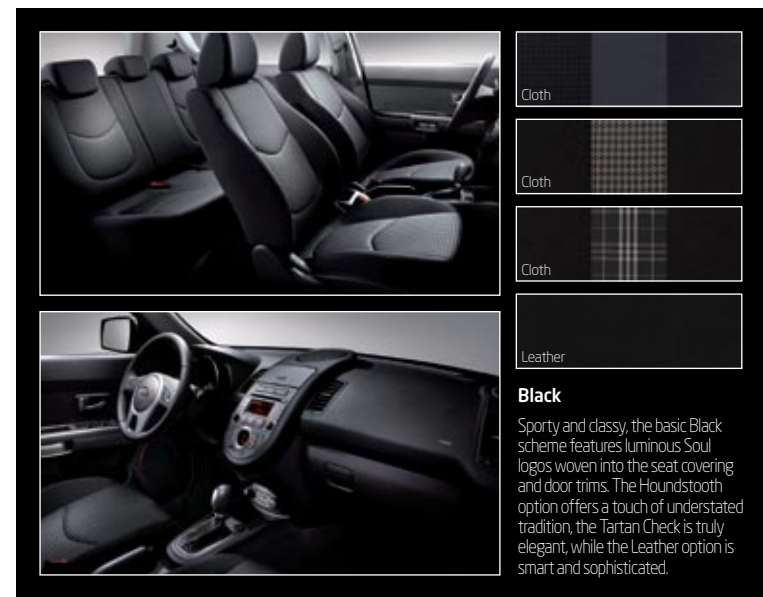 Cloth
Cloth
Cloth
Leather
Black
Sporty and classy, the basic Black
scheme features luminous Soul
logos woven into the seat covering
and door trims. The Houndstooth
option offers a touch of understated
tradition, the Tartan Check is truly
elegant, while the Leather option is
smart and sophisticated.